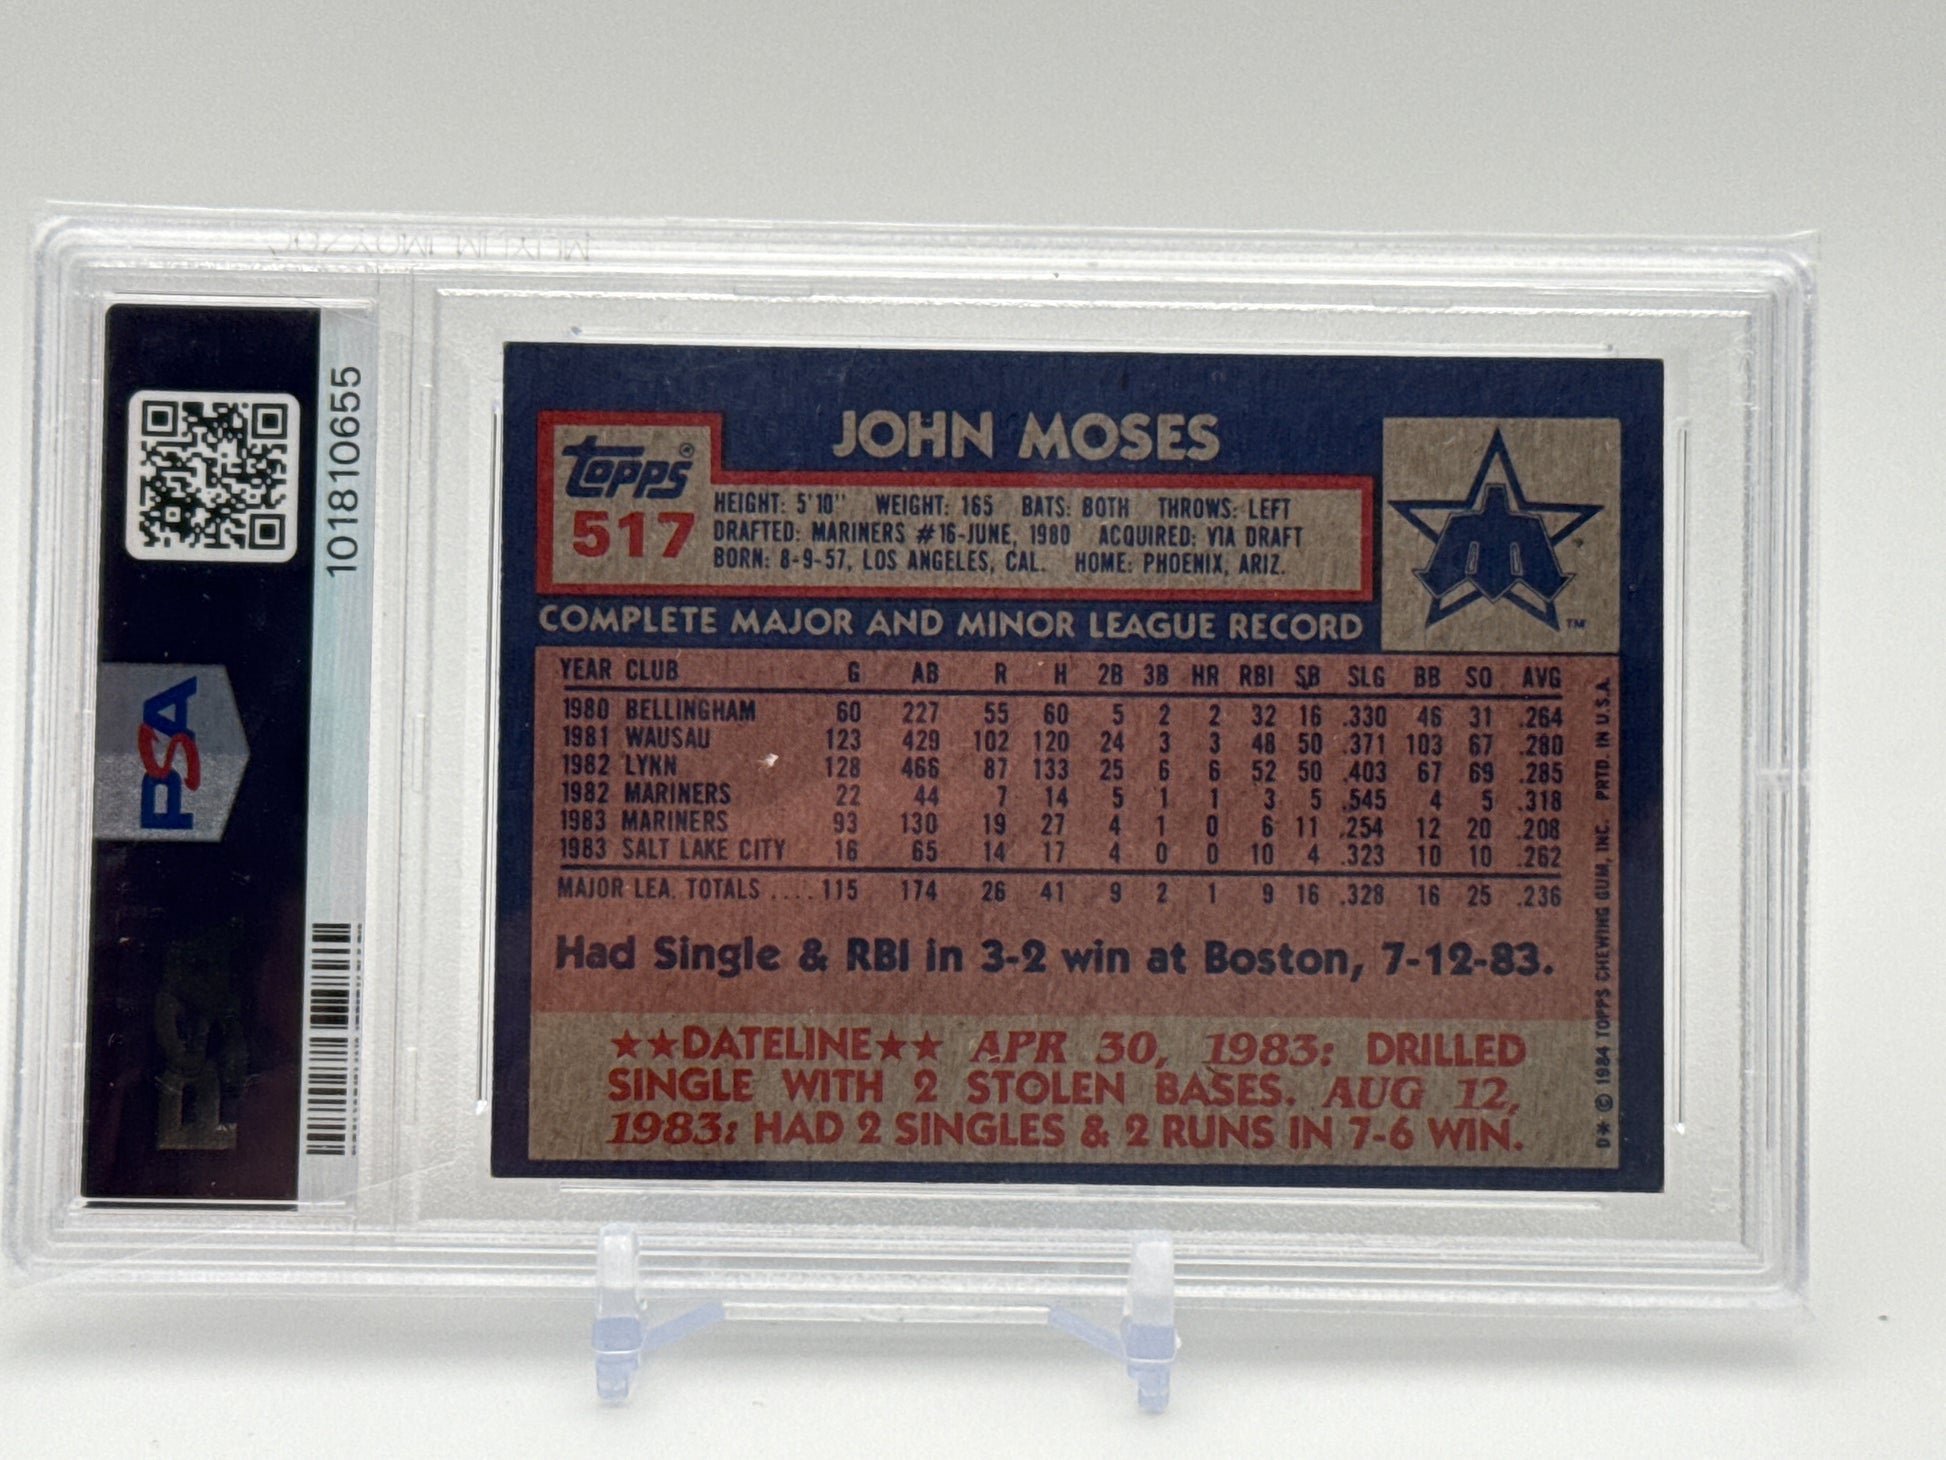 101810655
PSA
JOHN MOSES
Topps®
517
HEIGHT: 5'10" WEIGHT: 165 BATS: BOTH THROWS: LEFT
DRAFTED: MARINERS #16-JUNE, 1980 ACQUIRED: VIA DRAFT
BORN: 8-9-57, LOS ANGELES, CAL. HOME: PHOENIX, ARIZ.
TM
COMPLETE MAJOR AND MINOR LEAGUE RECORD
YEAR CLUB G AB R H 2B 3B HR RBI SB SLG BB SO AVG
1980 BELLINGHAM 60 227 55 60 5 2 2 32 16 .330 46 31 .264
1981 WAUSAU 123 429 102 120 24 3 3 48 50 .371 103 67 .280
1982 LYNN 128 466 87 133 25 6 6 52 50 .403 67 69 .285
1982 MARINERS 22 44 7 14 5 1 1 3 5 .545 4 5 .318
1983 MARINERS 93 130 19 27 4 1 0 6 11 .254 12 20 .208
1983 SALT LAKE CITY 16 65 14 17 4 0 0 10 4 .323 10 10 .262
MAJOR LEA. TOTALS .... 115 174 26 41 9 2 1 9 16 .328 16 25 .236
Had Single & RBI in 3-2 win at Boston, 7-12-83.
★★DATELINE★★ APR 30, 1983: DRILLED
SINGLE WITH 2 STOLEN BASES. AUG 12,
1983: HAD 2 SINGLES & 2 RUNS IN 7-6 WIN.
D* © 1984 TOPPS CHEWING GUM, INC. PRTD. IN U.S.A.